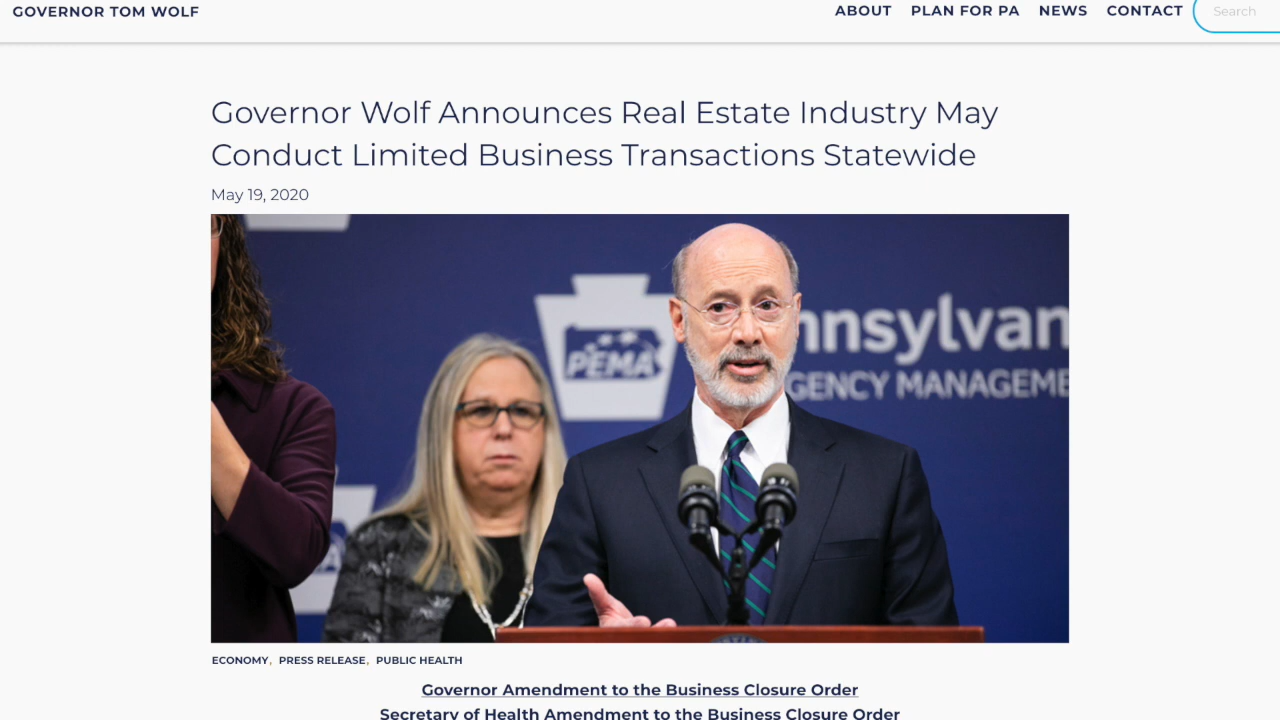 GOVERNOR TOM WOLF
ABOUT PLAN FOR PA NEWS CONTACT Search
Governor Wolf Announces Real Estate Industry May
Conduct Limited Business Transactions Statewide
May 19, 2020
PEMA
nnsylvan
GENCY MANAGEME
ECONOMY, PRESS RELEASE, PUBLIC HEALTH
Governor Amendment to the Business Closure Order
Secretary of Health Amendment to the Business Closure Order